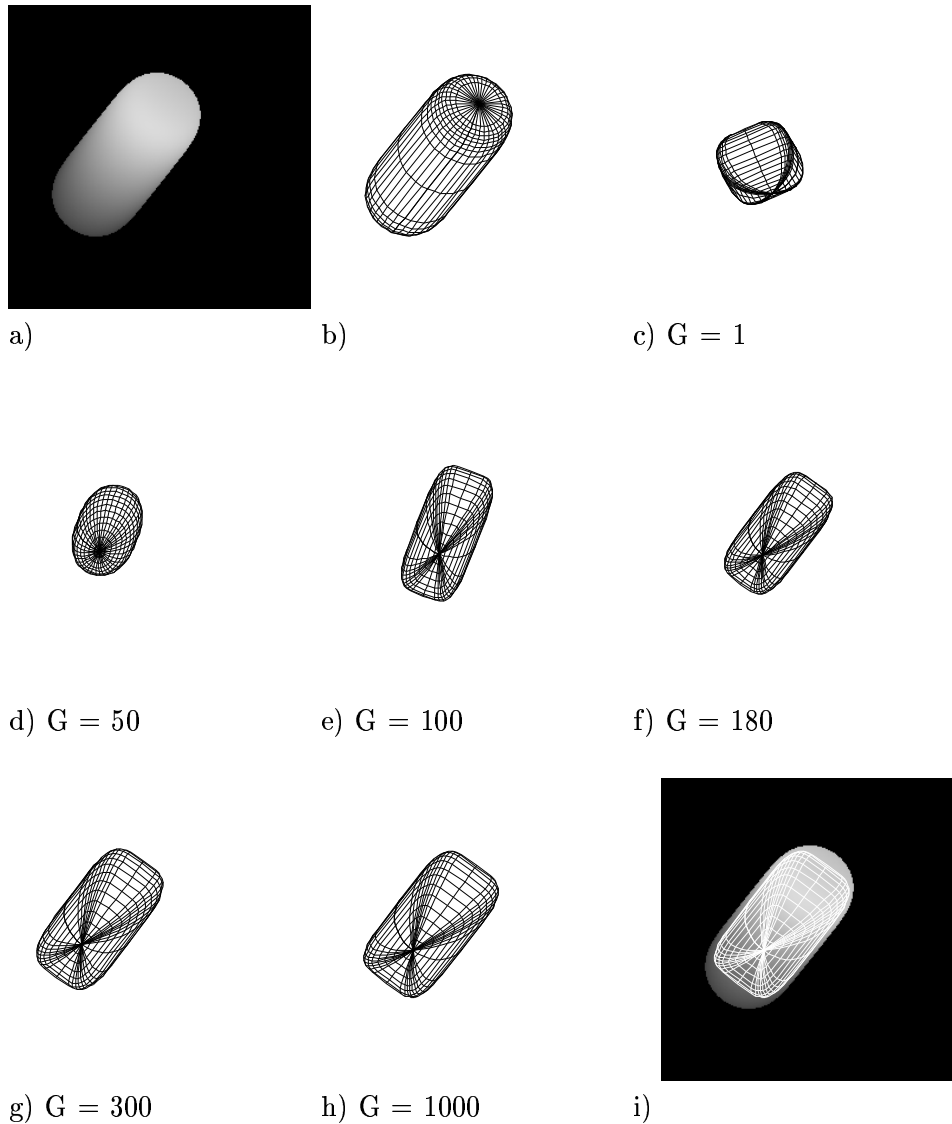 a)
b)
c) G = 1
d) G = 50
e) G = 100
f) G = 180
g) G = 300
h) G = 1000
i)